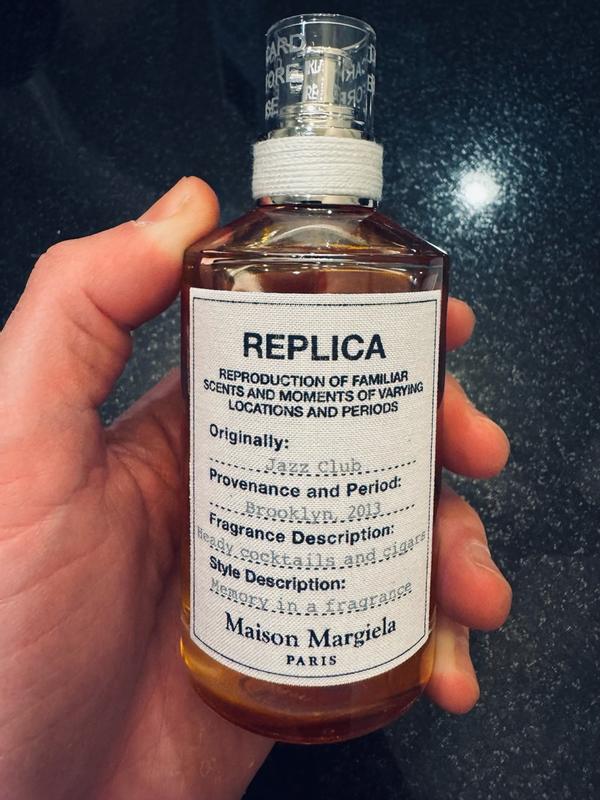 REPLICA
REPRODUCTION OF FAMILIAR
SCENTS AND MOMENTS OF VARYING
LOCATIONS AND PERIODS
Originally:
Jazz Club
Provenance and Period:
Brooklyn, 2013
Fragrance Description:
Heady cocktails and cigars
Style Description:
Memory in a fragrance
Maison Margiela
PARIS